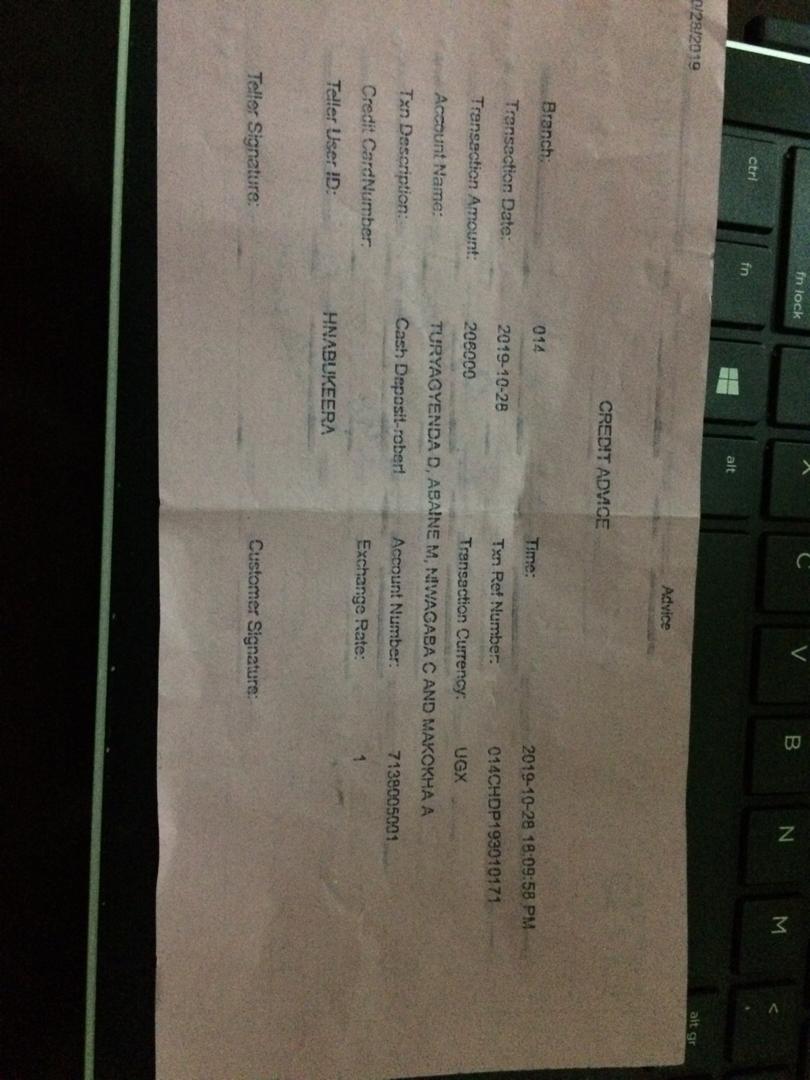 fn lock X C V B N M <
ctrl fn alt alt gr
0/28/2019
Advice
CREDIT ADVICE
Branch: 014 Time: 2019-10-28 18:09:58 PM
Transaction Date: 2019-10-28 Txn Ref Number: 014CHDP193010171
Transaction Amount: 206000 Transaction Currency: UGX
Account Name: TURYAGYENDA D, ABAINE M, NIWAGABA C AND MAKOKHA A
Txn Description: Cash Deposit-robert Account Number: 7138005001
Credit CardNumber: Exchange Rate: 1
Teller User ID: HNABUKEERA
Teller Signature: Customer Signature: